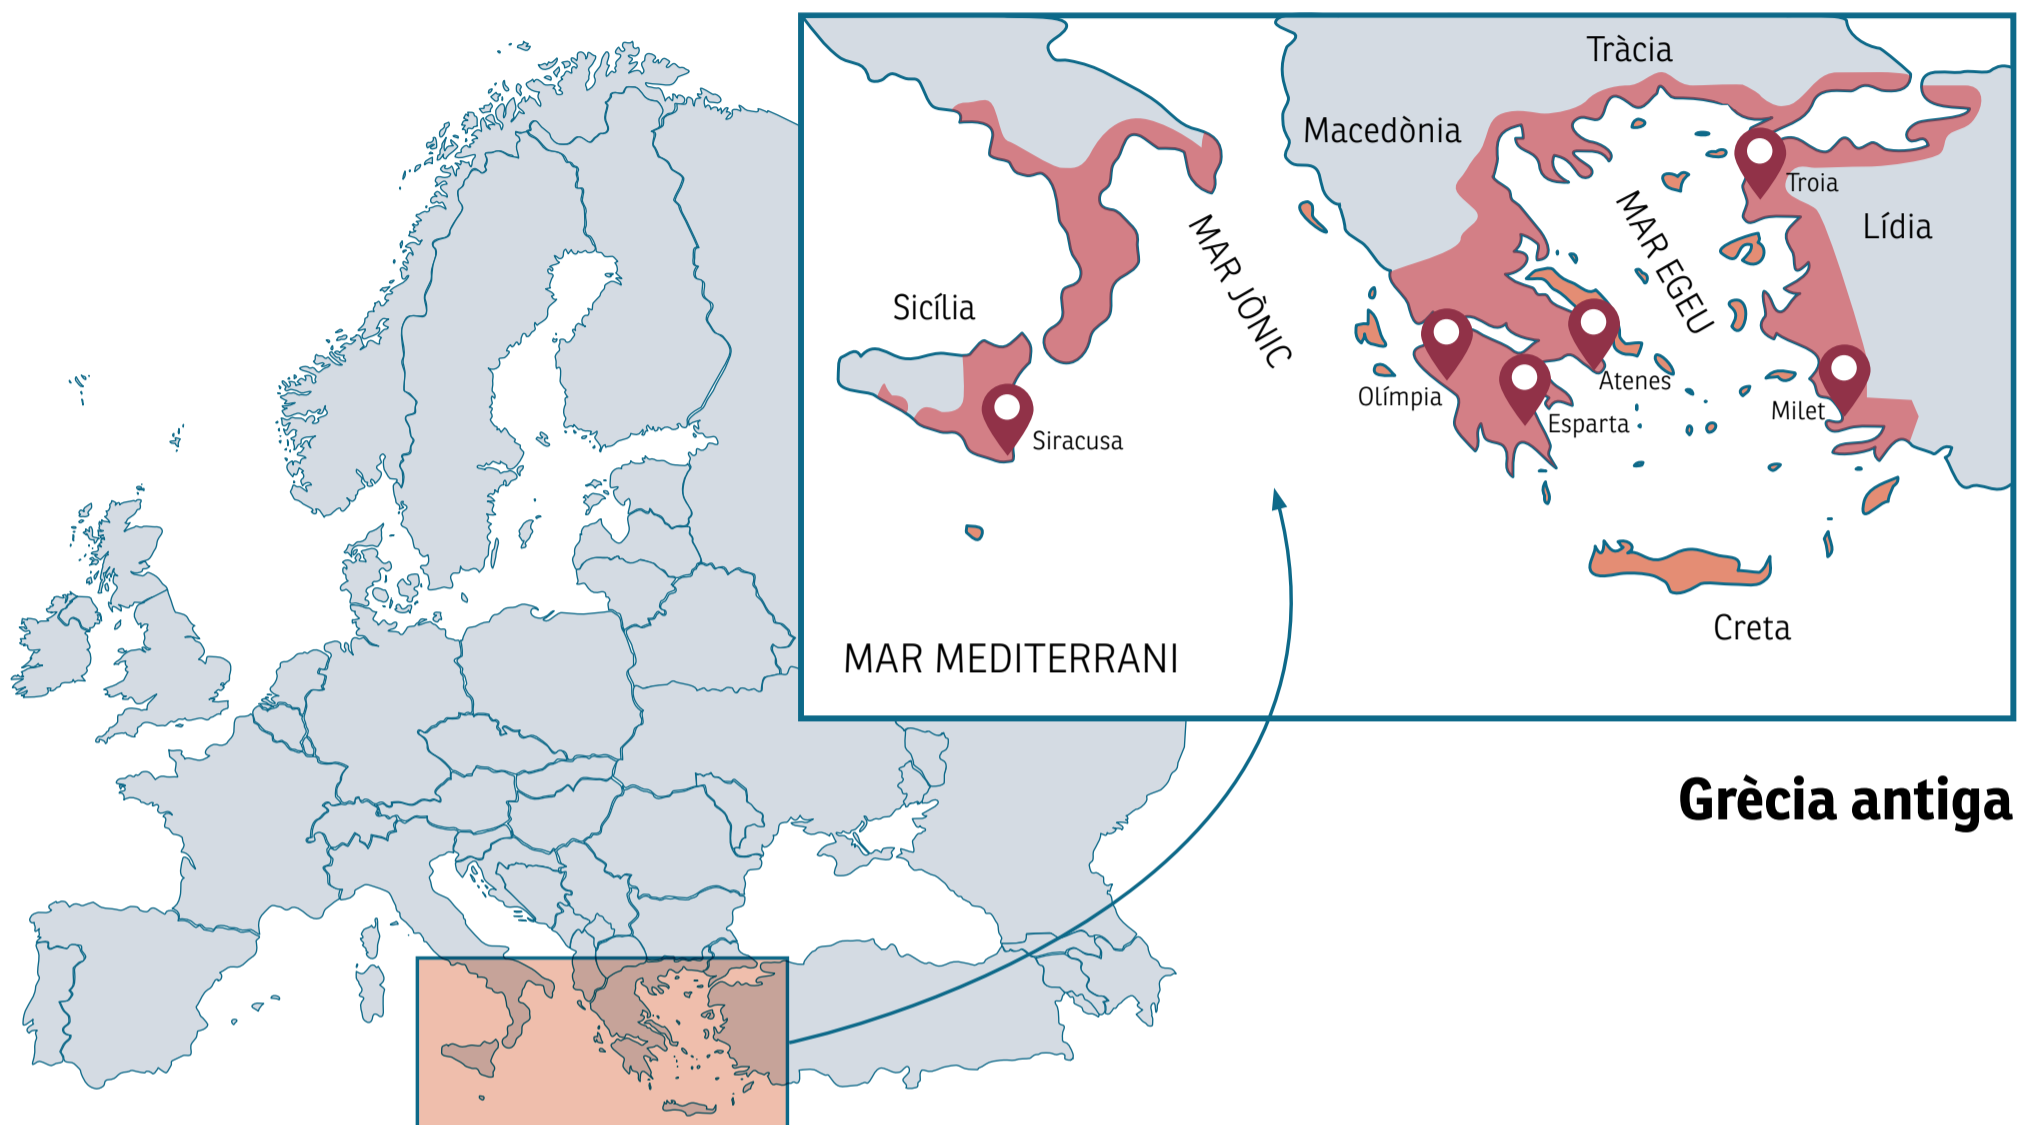 Tràcia
Macedònia
Troia
Lídia
MAR EGEU
MAR JÒNIC
Sicília
Atenes
Olímpia
Milet
Esparta
Siracusa
Creta
MAR MEDITERRANI
Grècia antiga